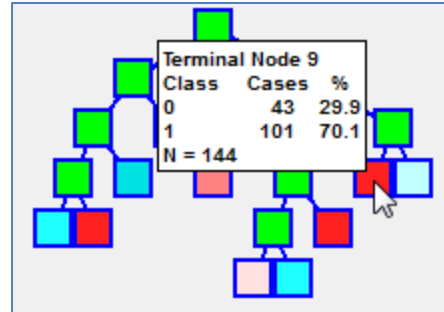 Terminal Node 9
Class Cases %
0 43 29.9
1 101 70.1
N = 144